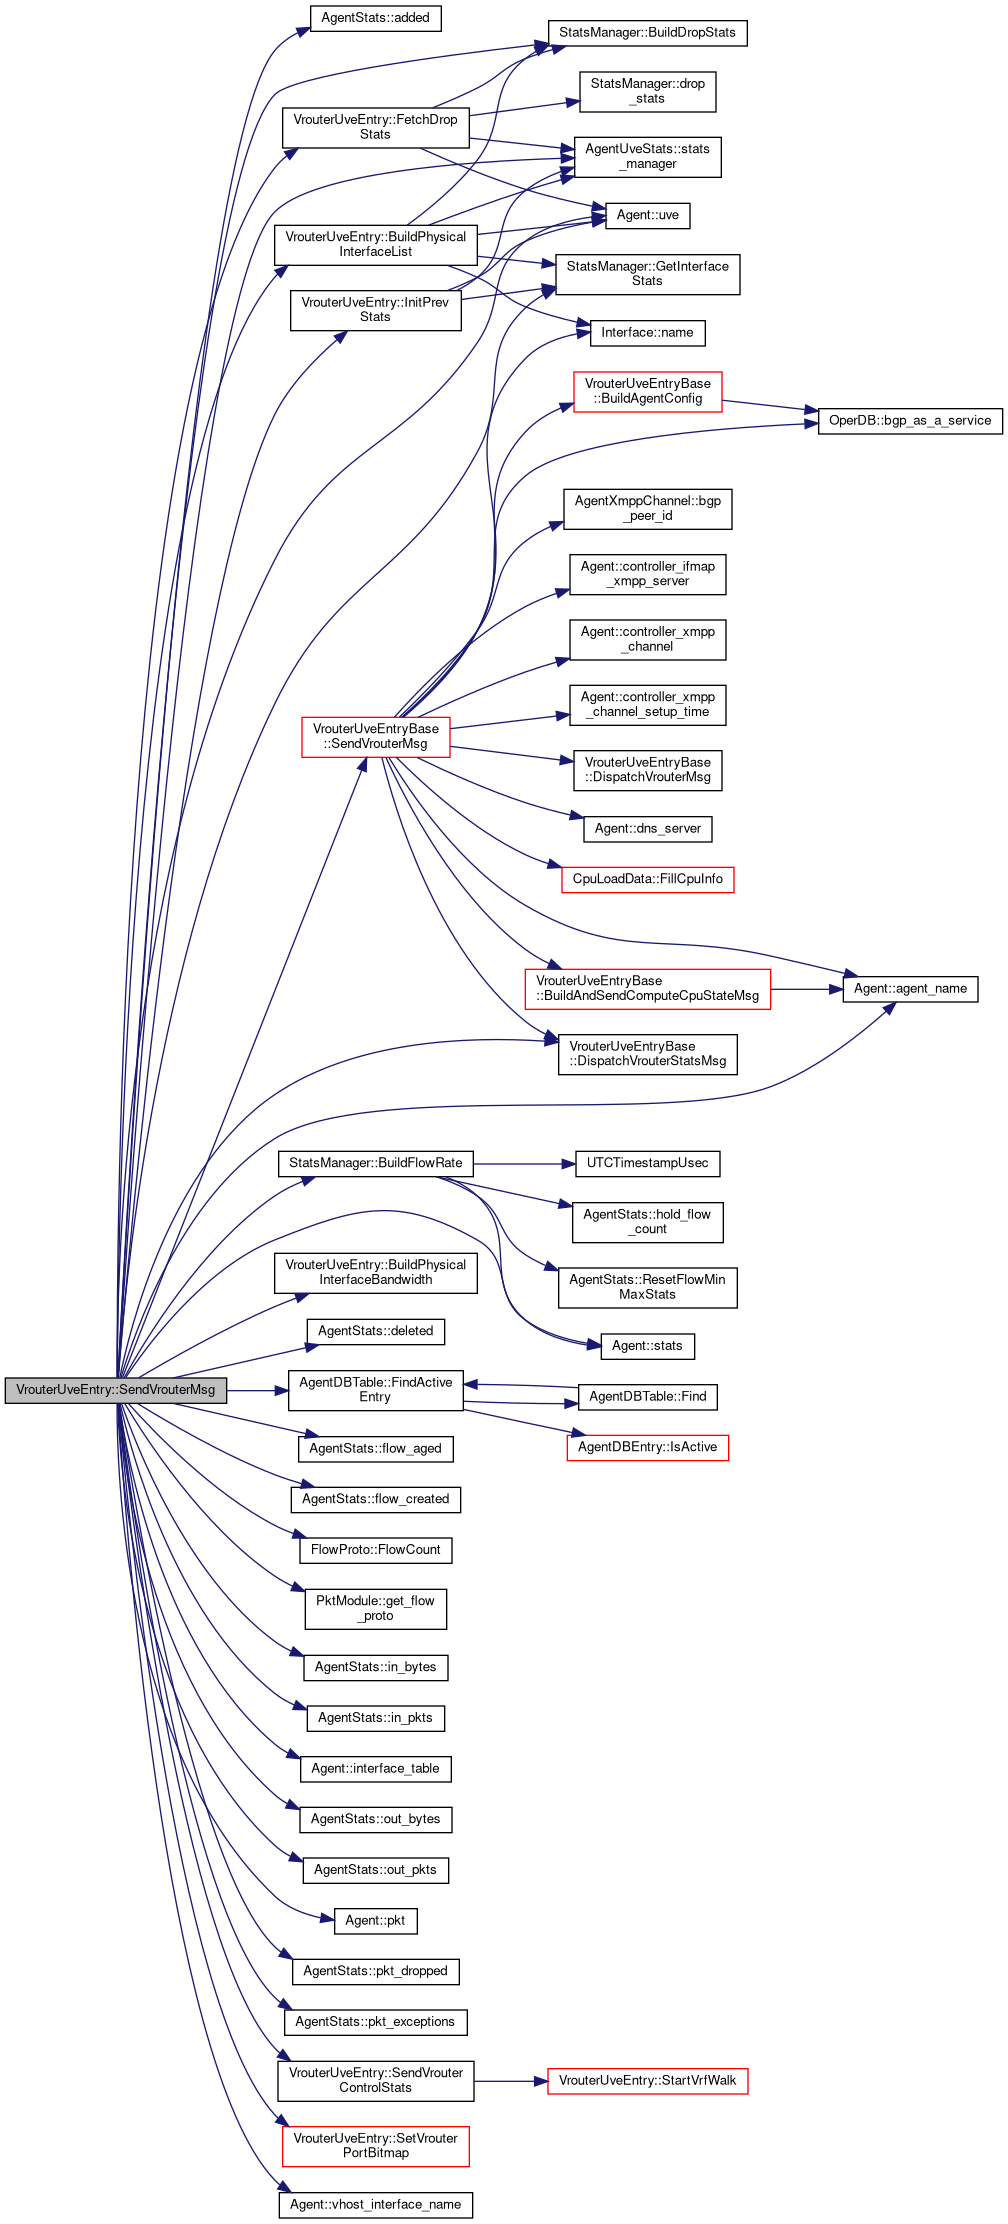 AgentStats::added
StatsManager::BuildDropStats
StatsManager::drop
_stats
VrouterUveEntry::FetchDrop
Stats
AgentUveStats::stats
_manager
Agent::uve
VrouterUveEntry::BuildPhysical
InterfaceList
StatsManager::GetInterface
Stats
VrouterUveEntry::InitPrev
Stats
Interface::name
VrouterUveEntryBase
::BuildAgentConfig
OperDB::bgp_as_a_service
AgentXmppChannel::bgp
_peer_id
Agent::controller_ifmap
_xmpp_server
Agent::controller_xmpp
_channel
Agent::controller_xmpp
_channel_setup_time
VrouterUveEntryBase
::SendVrouterMsg
VrouterUveEntryBase
::DispatchVrouterMsg
Agent::dns_server
CpuLoadData::FillCpuInfo
VrouterUveEntryBase
::BuildAndSendComputeCpuStateMsg
Agent::agent_name
VrouterUveEntryBase
::DispatchVrouterStatsMsg
StatsManager::BuildFlowRate
UTCTimestampUsec
AgentStats::hold_flow
_count
VrouterUveEntry::BuildPhysical
InterfaceBandwidth
AgentStats::ResetFlowMin
MaxStats
AgentStats::deleted
Agent::stats
VrouterUveEntry::SendVrouterMsg
AgentDBTable::FindActive
Entry
AgentDBTable::Find
AgentStats::flow_aged
AgentDBEntry::IsActive
AgentStats::flow_created
FlowProto::FlowCount
PktModule::get_flow
_proto
AgentStats::in_bytes
AgentStats::in_pkts
Agent::interface_table
AgentStats::out_bytes
AgentStats::out_pkts
Agent::pkt
AgentStats::pkt_dropped
AgentStats::pkt_exceptions
VrouterUveEntry::SendVrouter
ControlStats
VrouterUveEntry::StartVrfWalk
VrouterUveEntry::SetVrouter
PortBitmap
Agent::vhost_interface_name